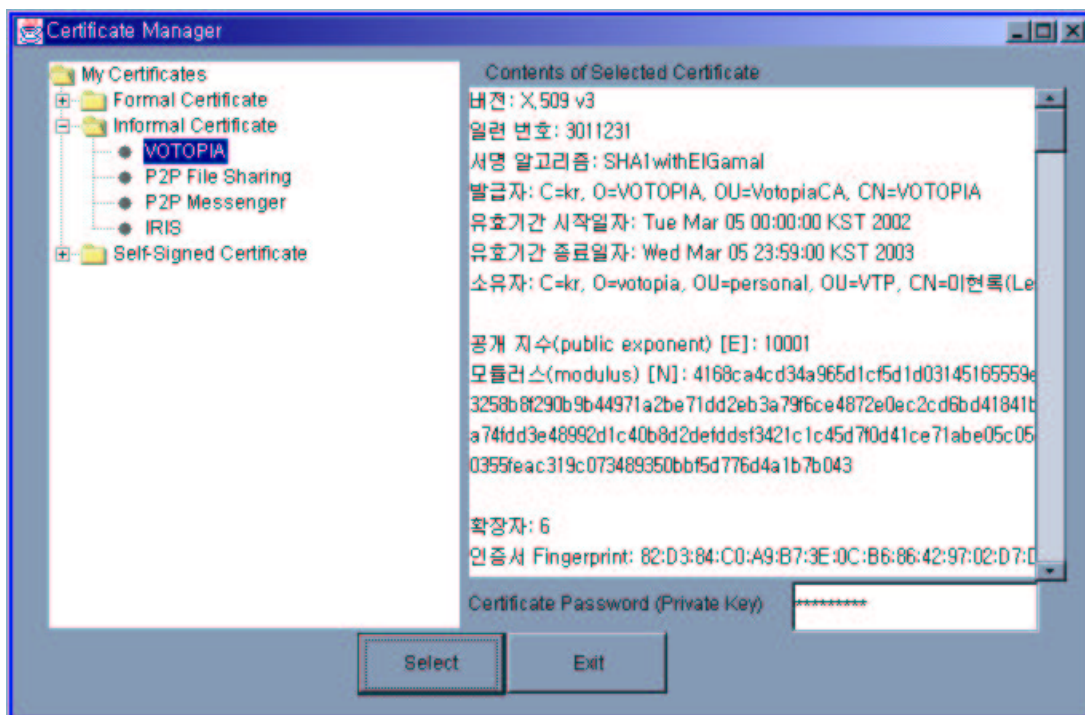 Certificate Manager
My Certificates
Formal Certificate
Informal Certificate
VOTOPIA
P2P File Sharing
P2P Messenger
IRIS
Self-Signed Certificate
Contents of Selected Certificate
버전: X,509 v3
일련 번호: 3011231
서명 알고리즘: SHA1withElGamal
발급자: C=kr, O=VOTOPIA, OU=VotopiaCA, CN=VOTOPIA
유효기간 시작일자: Tue Mar 05 00:00:00 KST 2002
유효기간 종료일자: Wed Mar 05 23:59:00 KST 2003
소유자: C=kr, O=votopia, OU=personal, OU=VTP, CN=이현록(Le
공개 지수(public exponent) [E]: 10001
모듈러스(modulus) [N]: 4168ca4cd34a965d1cf5d1d03145165559e
3258b8f290b9b44971a2be71dd2eb3a79f6ce4872e0ec2cd6bd41841b
a74fdd3e48992d1c40b8d2defddsf3421c1c45d7f0d41ce71abe05c05
0355feac319c073489350bbf5d776d4a1b7b043
확장자: 6
인증서 Fingerprint: 82:D3:84:C0:A9:B7:3E:0C:B6:86:42:97:02:D7:D
Certificate Password (Private Key)
*********
Select
Exit